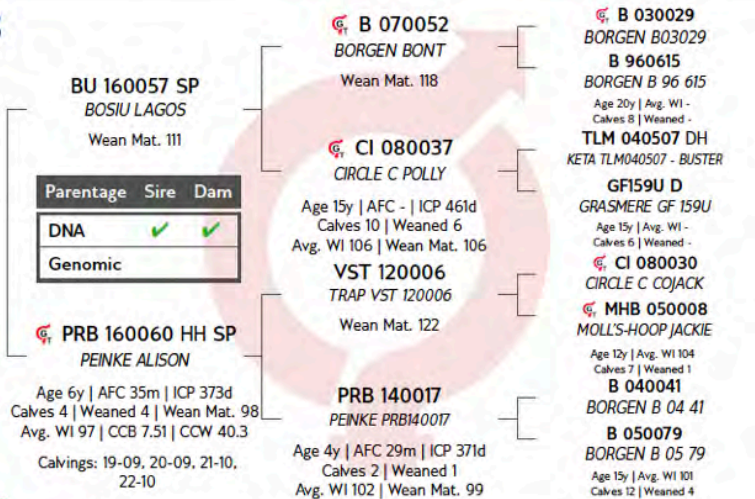 BU 160057 SP
BOSIU LAGOS
Wean Mat. 111
Parentage Sire Dam
DNA ✔ ✔
Genomic
PRB 160060 HH SP
PEINKE ALISON
Age 6y | AFC 35m | ICP 373d
Calves 4 | Weaned 4 | Wean Mat. 98
Avg. WI 97 | CCB 7.51 | CCW 40.3
Calvings: 19-09, 20-09, 21-10,
22-10
B 070052
BORGEN BONT
Wean Mat. 118
CI 080037
CIRCLE C POLLY
Age 15y | AFC - | ICP 461d
Calves 10 | Weaned 6
Avg. WI 106 | Wean Mat. 106
VST 120006
TRAP VST 120006
Wean Mat. 122
PRB 140017
PEINKE PRB140017
Age 4y | AFC 29m | ICP 371d
Calves 2 | Weaned 1
Avg. WI 102 | Wean Mat. 99
B 030029
BORGEN B03029
B 960615
BORGEN B 96 615
Age 20y | Avg. WI -
Calves 8 | Weaned -
TLM 040507 DH
KETA TLM040507 - BUSTER
GF159U D
GRASMERE GF 159U
Age 15y | Avg. WI -
Calves 6 | Weaned -
CI 080030
CIRCLE C COJACK
MHB 050008
MOLL'S-HOOP JACKIE
Age 12y | Avg. WI 104
Calves 7 | Weaned 1
B 040041
BORGEN B 04 41
B 050079
BORGEN B 05 79
Age 15y | Avg. WI 101
Calves 12 | Weaned 4